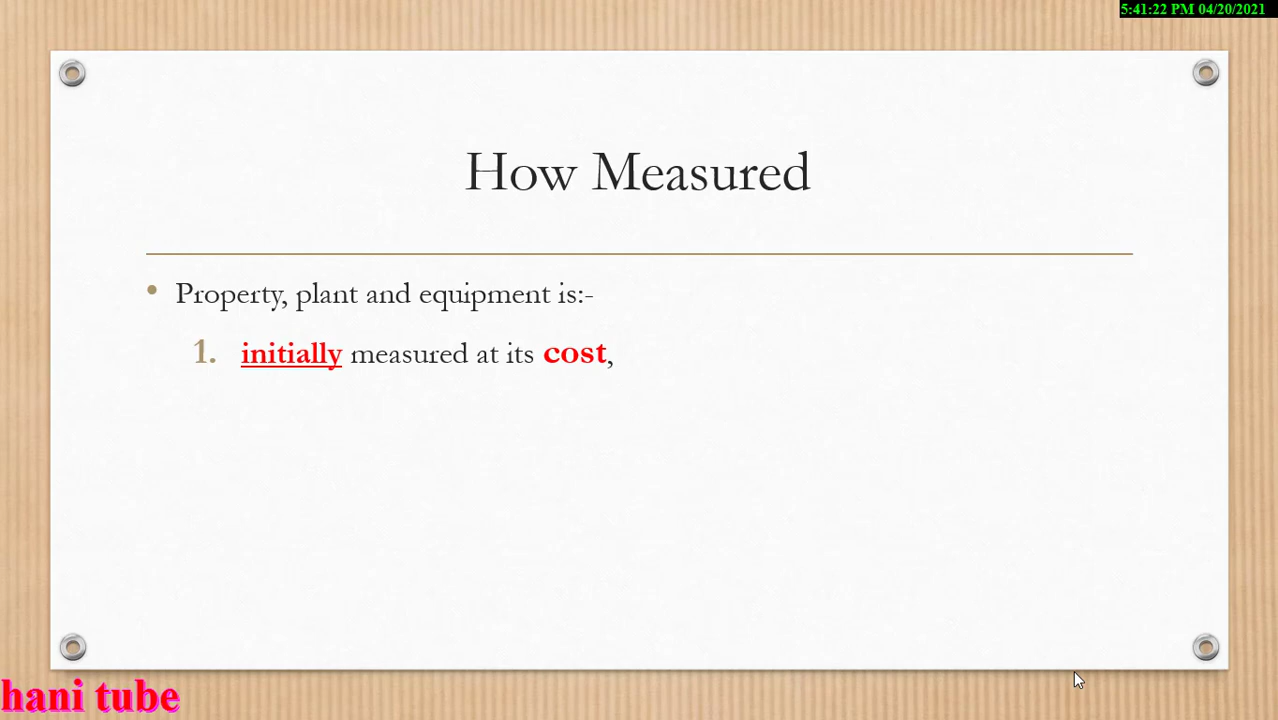 5:41:22 PM 04/20/2021
How Measured
• Property, plant and equipment is:-
1. initially measured at its cost,
hani tube